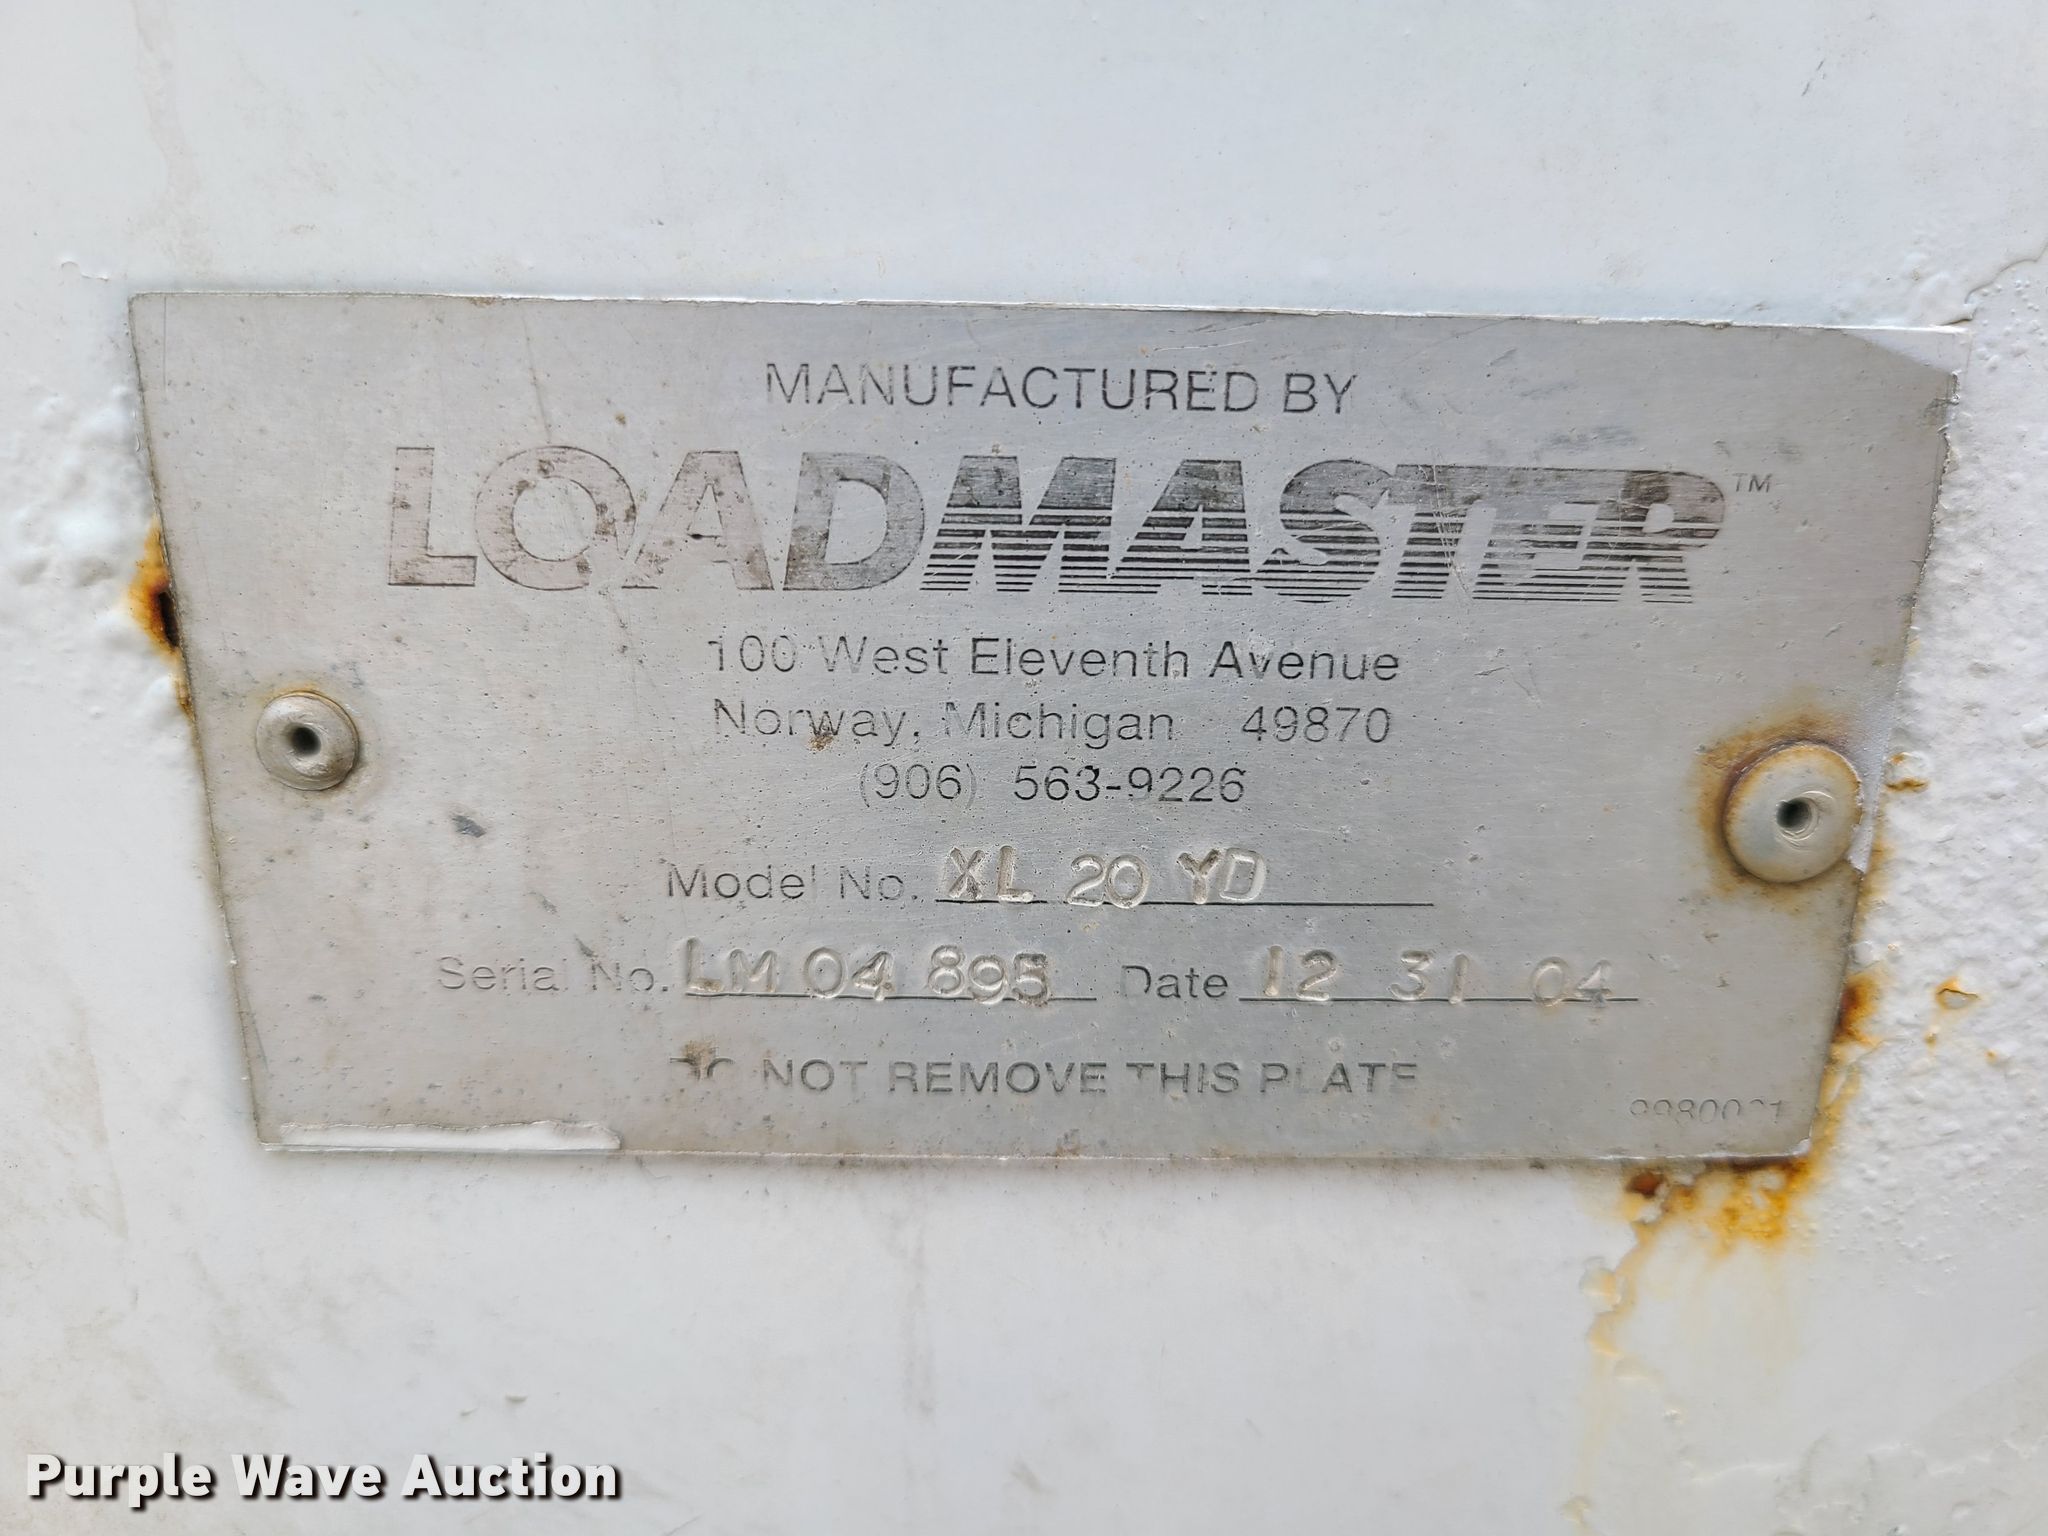 MANUFACTURED BY
LOADMASTER™
100 West Eleventh Avenue
Norway, Michigan 49870
(906) 563-9226
Model No. XL 20 YD
Serial No. LM 04 895 Date 12 31 04
DO NOT REMOVE THIS PLATE
Purple Wave Auction